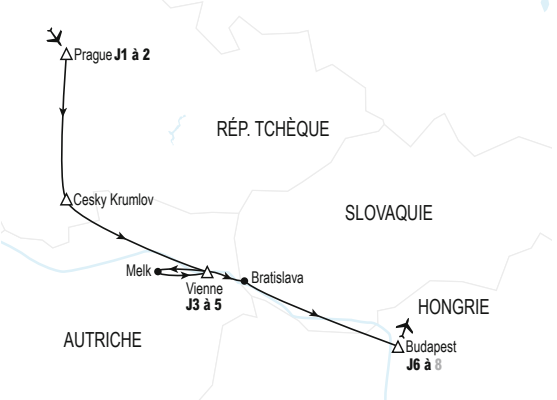 Prague J1 à 2
RÉP. TCHÈQUE
Cesky Krumlov
SLOVAQUIE
Melk
Bratislava
Vienne
J3 à 5
HONGRIE
AUTRICHE
Budapest
J6 à 8